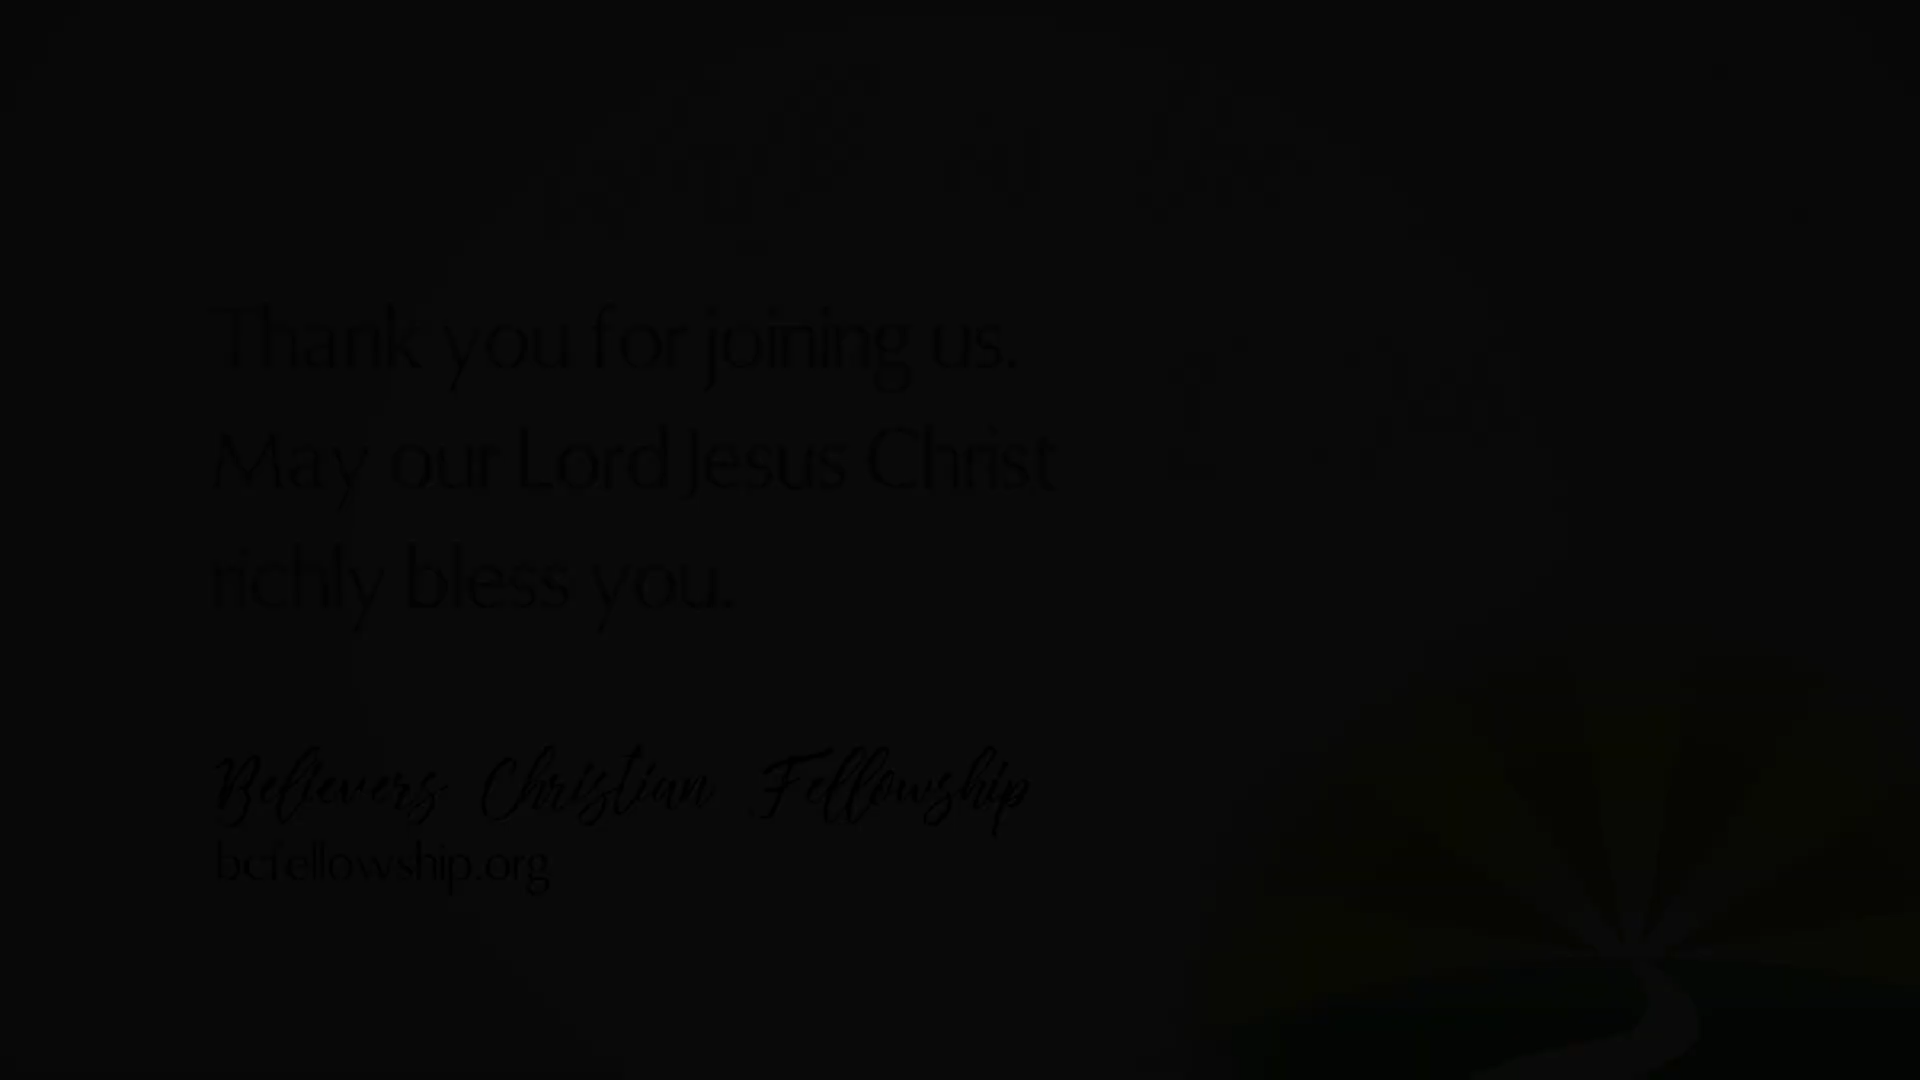 Thank you for joining us.
May our Lord Jesus Christ
richly bless you.
Believers Christian Fellowship
bcfellowship.org